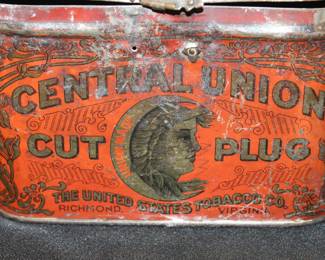 CENTRAL UNION
CUT PLUG
THE UNITED STATES TOBACCO CO.
RICHMOND, VIRGINIA